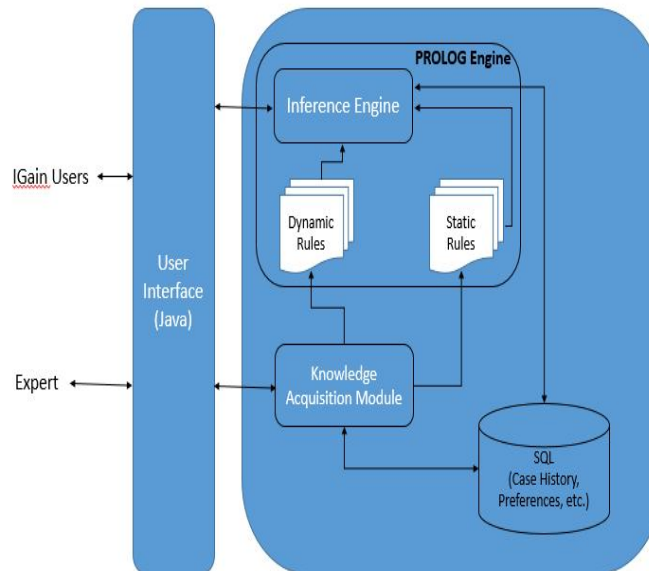 PROLOG Engine
Inference Engine
IGain Users
Dynamic
Rules
Static
Rules
User
Interface
(Java)
Expert
Knowledge
Acquisition Module
SQL
(Case History,
Preferences, etc.)